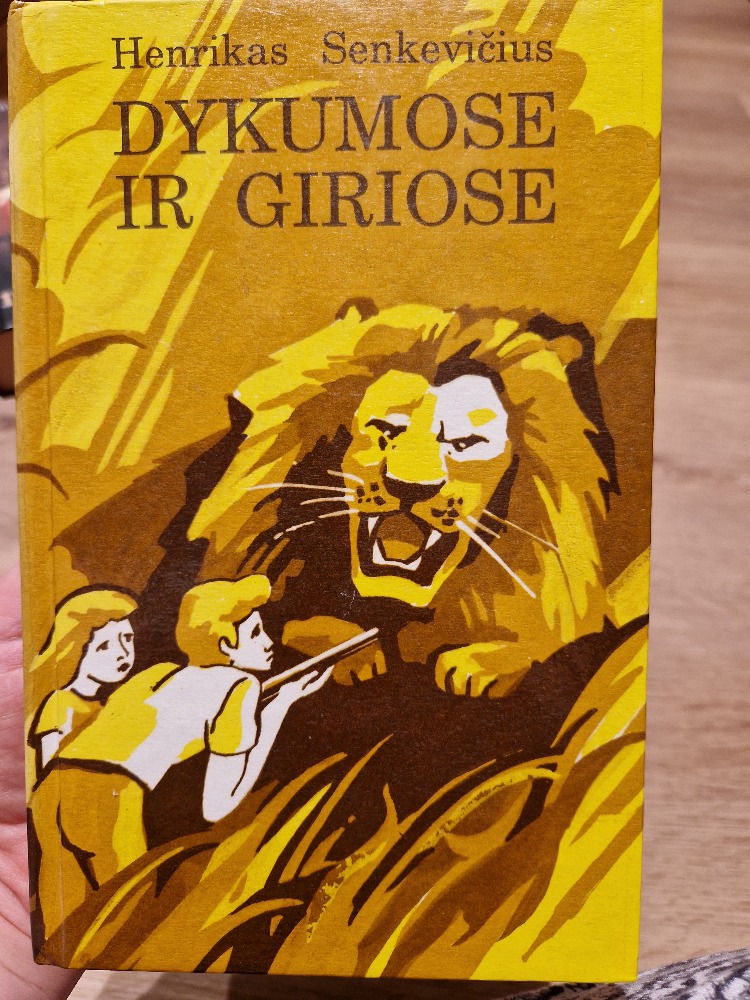 Henrikas Senkevičius
DYKUMOSE
IR GIRIOSE